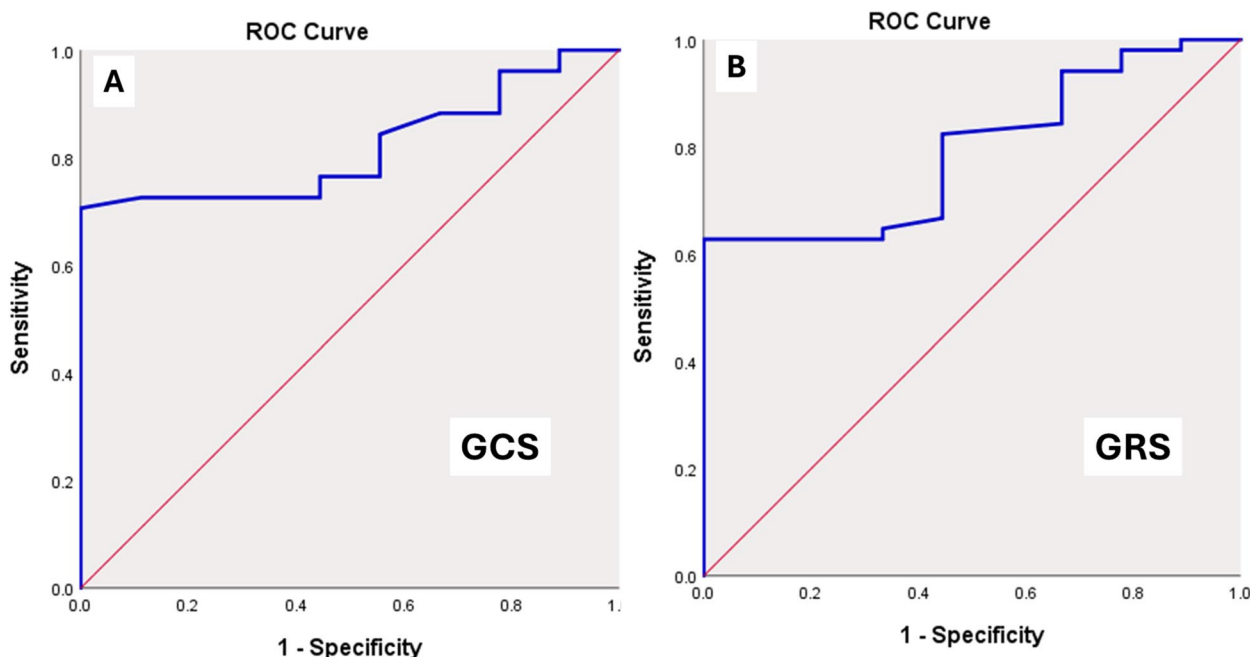 ROC Curve
A
1.0
0.8
0.6
0.4
0.2
0.0
Sensitivity
GCS
0.0 0.2 0.4 0.6 0.8 1.
1 - Specificity
ROC Curve
B
1.0
0.8
0.6
0.4
0.2
0.0
Sensitivity
GRS
0.0 0.2 0.4 0.6 0.8 1.0
1 - Specificity